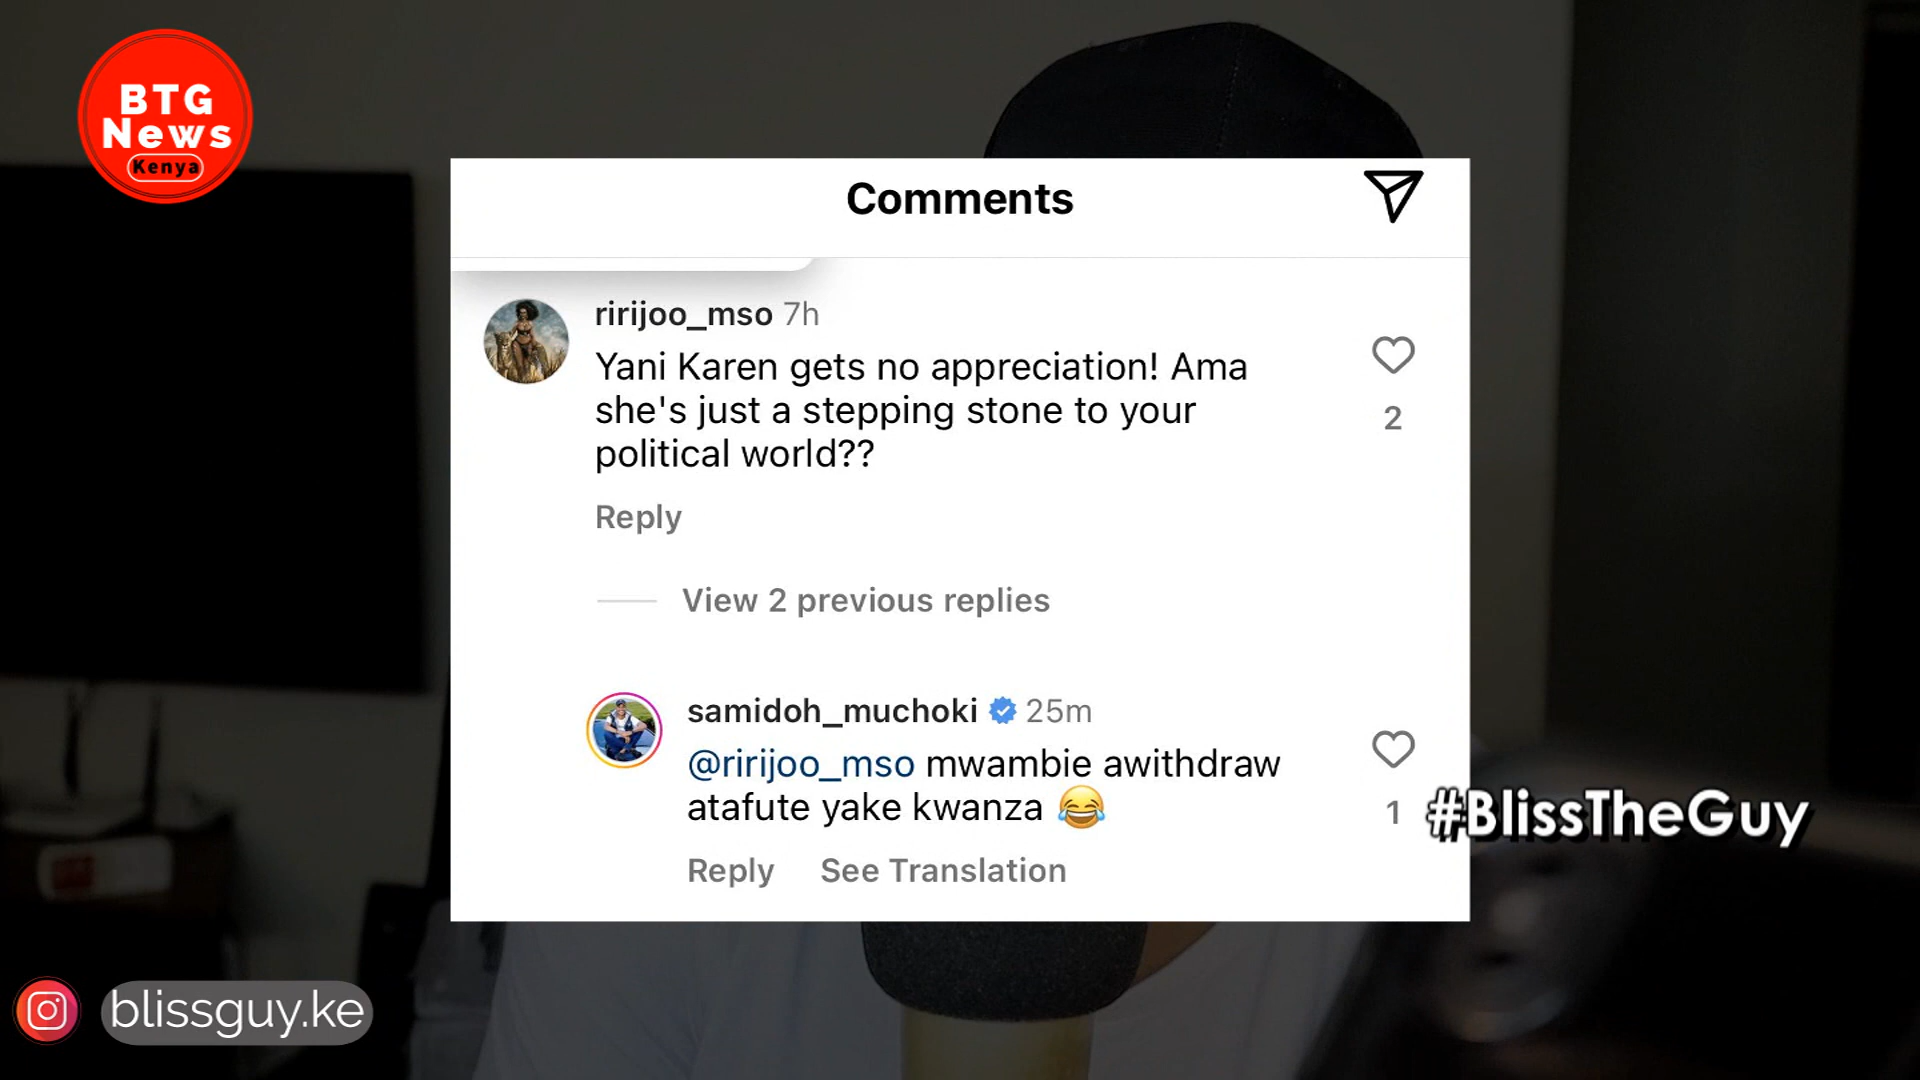 BTG
News
Kenya
Comments
ririjoo_mso 7h
Yani Karen gets no appreciation! Ama
she's just a stepping stone to your
political world??
2
Reply
View 2 previous replies
samidoh_muchoki 25m
@ririjoo_mso mwambie awithdraw
atafute yake kwanza 😂
1
Reply See Translation
#BlissTheGuy
blissguy.ke